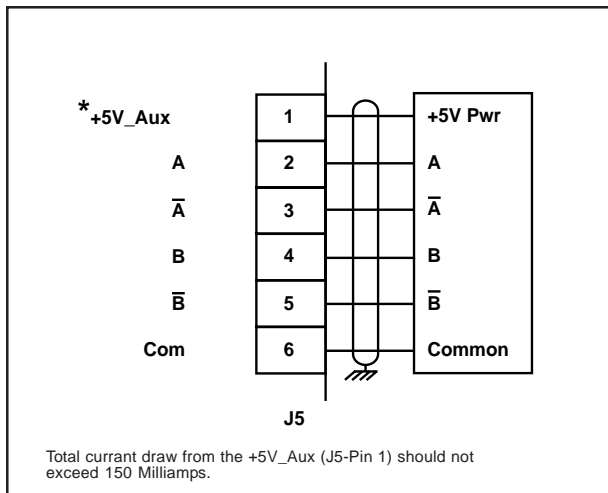 *+5V_Aux 1 +5V Pwr
A 2 A
A̅ 3 A̅
B 4 B
B̅ 5 B̅
Com 6 Common
J5
Total currant draw from the +5V_Aux (J5-Pin 1) should not
exceed 150 Milliamps.